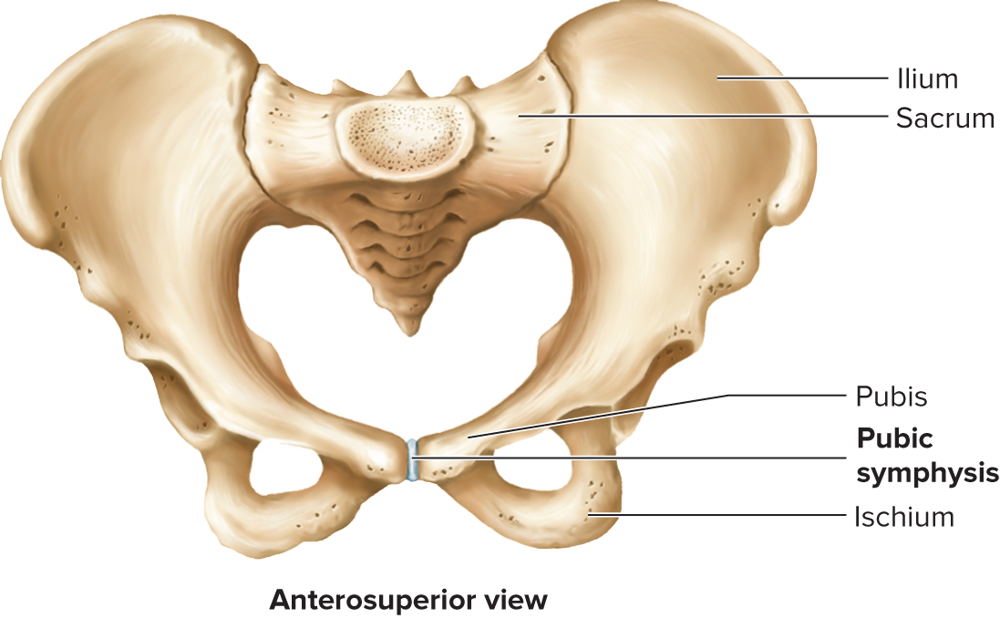 Ilium
Sacrum
Pubis
Pubic
symphysis
Ischium
Anterosuperior view